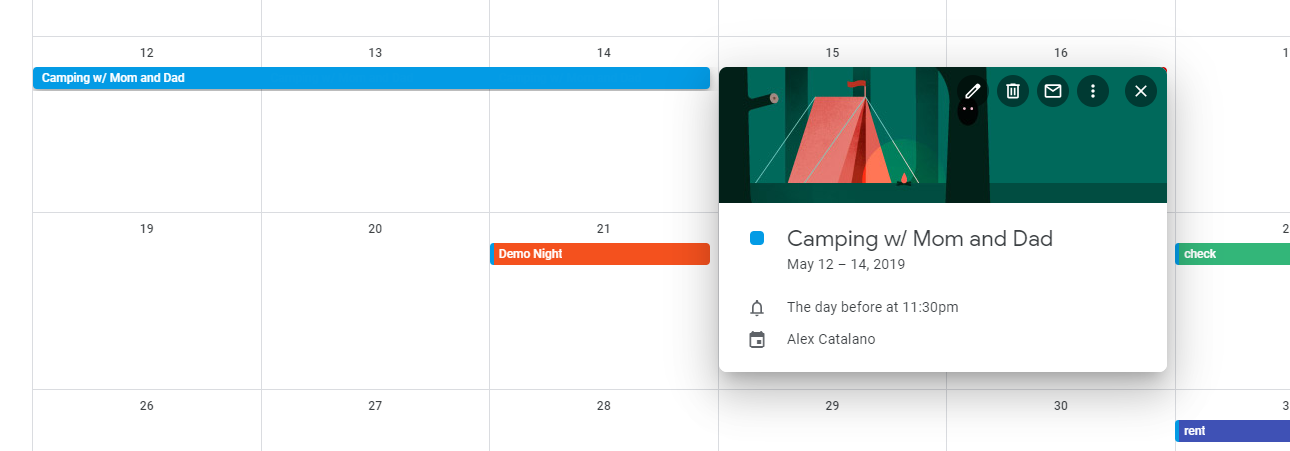 12 13 14 15 16 1
Camping w/ Mom and Dad
Camping w/ Mom and Dad
May 12 – 14, 2019
The day before at 11:30pm
Alex Catalano
19 20 21 2
Demo Night check
26 27 28 29 30 3
rent